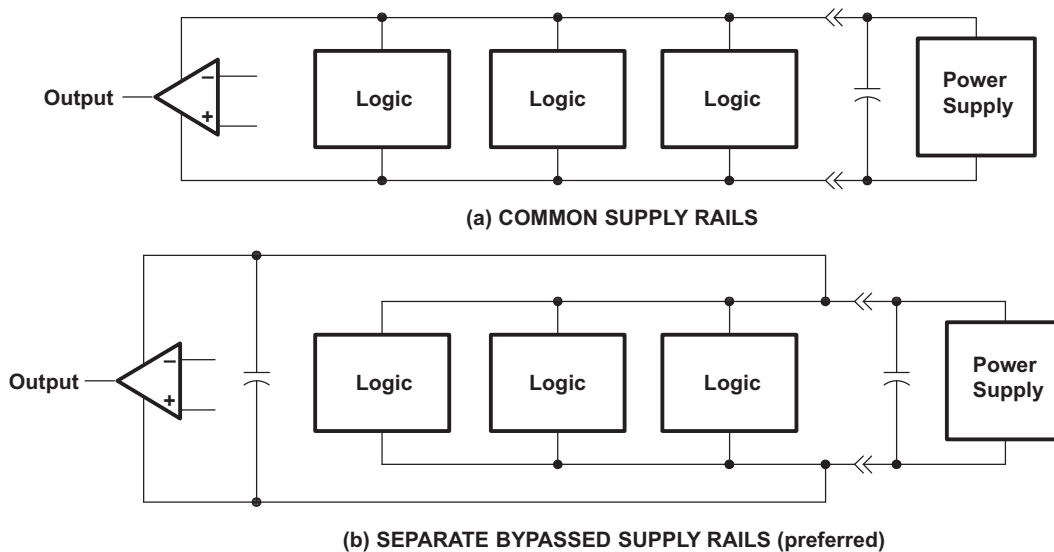 Output
−
+
Logic
Logic
Logic
Power
Supply
(a) COMMON SUPPLY RAILS
Output
−
+
Logic
Logic
Logic
Power
Supply
(b) SEPARATE BYPASSED SUPPLY RAILS (preferred)